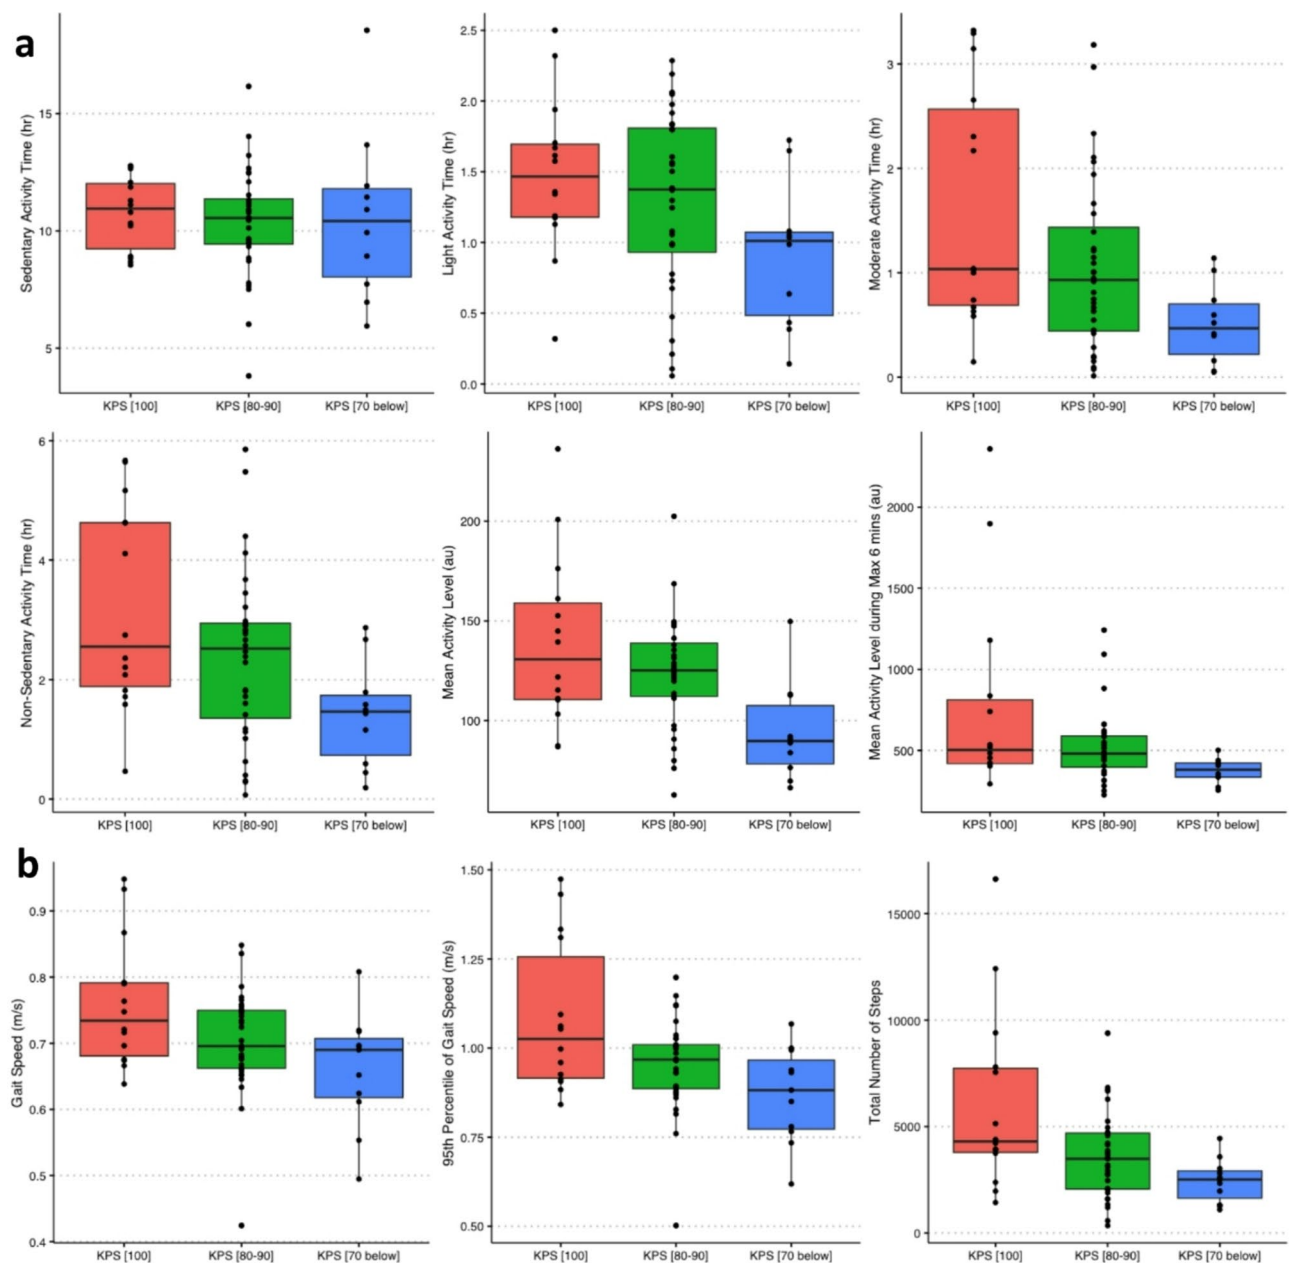 a
Sedentary Activity Time (hr)
15
10
5
KPS [100] KPS [80-90] KPS [70 below]
Light Activity Time (hr)
2.5
2.0
1.5
1.0
0.5
0.0
KPS [100] KPS [80-90] KPS [70 below]
Moderate Activity Time (hr)
3
2
1
0
KPS [100] KPS [80-90] KPS [70 below]
Non-Sedentary Activity Time (hr)
6
4
2
0
KPS [100] KPS [80-90] KPS [70 below]
Mean Activity Level (au)
200
150
100
KPS [100] KPS [80-90] KPS [70 below]
Mean Activity Level during Max 6 mins (au)
2000
1500
1000
500
KPS [100] KPS [80-90] KPS [70 below]
b
Gait Speed (m/s)
0.9
0.8
0.7
0.6
0.5
0.4
KPS [100] KPS [80-90] KPS [70 below]
95th Percentile of Gait Speed (m/s)
1.50
1.25
1.00
0.75
0.50
KPS [100] KPS [80-90] KPS [70 below]
Total Number of Steps
15000
10000
5000
0
KPS [100] KPS [80-90] KPS [70 below]